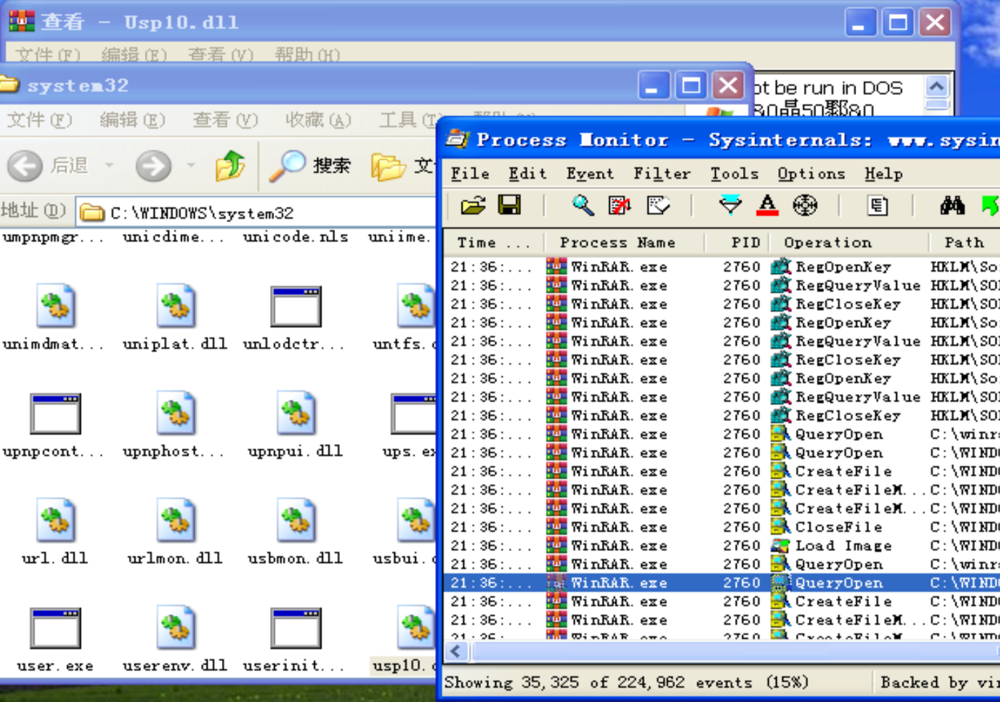 查看 - Usp10.dll
文件(F) 编辑(E) 查看(V) 帮助(H)
ot be run in DOS
system32
文件(F) 编辑(E) 查看(V) 收藏(A) 工具(T)
后退 搜索
地址(D) C:\WINDOWS\system32
umpnpmgr... unicdime... unicode.nls uniime.
unimdmat... uniplat.dll unlodctr... untfs.
upnpcont... upnphost... upnpui.dll ups.ex
url.dll urlmon.dll usbmon.dll usbui.
user.exe userenv.dll userinit... usp10.
Process Monitor - Sysinternals: www.sysin
File Edit Event Filter Tools Options Help
Time ... Process Name PID Operation Path
21:36:... WinRAR.exe 2760 RegOpenKey HKLM\So
21:36:... WinRAR.exe 2760 RegQueryValue HKLM\SO
21:36:... WinRAR.exe 2760 RegCloseKey HKLM\SO
21:36:... WinRAR.exe 2760 RegOpenKey HKLM\So
21:36:... WinRAR.exe 2760 RegQueryValue HKLM\SO
21:36:... WinRAR.exe 2760 RegCloseKey HKLM\SO
21:36:... WinRAR.exe 2760 RegOpenKey HKLM\So
21:36:... WinRAR.exe 2760 RegQueryValue HKLM\SO
21:36:... WinRAR.exe 2760 RegCloseKey HKLM\SO
21:36:... WinRAR.exe 2760 QueryOpen C:\winr
21:36:... WinRAR.exe 2760 QueryOpen C:\WIND
21:36:... WinRAR.exe 2760 CreateFile C:\WIND
21:36:... WinRAR.exe 2760 CreateFileM... C:\WIND
21:36:... WinRAR.exe 2760 CreateFileM... C:\WIND
21:36:... WinRAR.exe 2760 CloseFile C:\WIND
21:36:... WinRAR.exe 2760 Load Image C:\WIND
21:36:... WinRAR.exe 2760 QueryOpen C:\winr
21:36:... WinRAR.exe 2760 QueryOpen C:\WIND
21:36:... WinRAR.exe 2760 CreateFile C:\WIND
21:36:... WinRAR.exe 2760 CreateFileM... C:\WIND
Showing 35,325 of 224,962 events (15%) Backed by vir